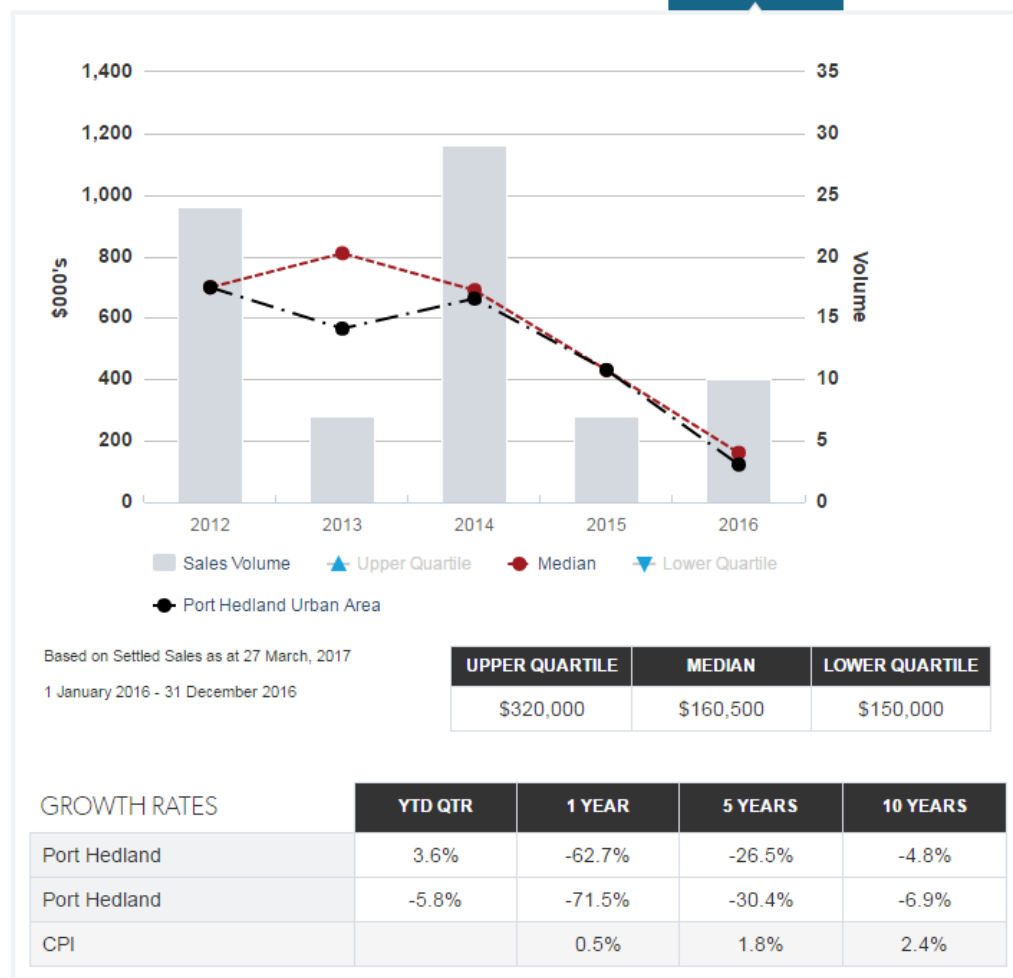 1,400 35
1,200 30
1,000 25
800 20
600 15
400 10
200 5
0 0
$000's
Volume
2012 2013 2014 2015 2016
Sales Volume Upper Quartile Median Lower Quartile
Port Hedland Urban Area
Based on Settled Sales as at 27 March, 2017
1 January 2016 - 31 December 2016
UPPER QUARTILE MEDIAN LOWER QUARTILE
$320,000 $160,500 $150,000
GROWTH RATES YTD QTR 1 YEAR 5 YEARS 10 YEARS
Port Hedland 3.6% -62.7% -26.5% -4.8%
Port Hedland -5.8% -71.5% -30.4% -6.9%
CPI 0.5% 1.8% 2.4%